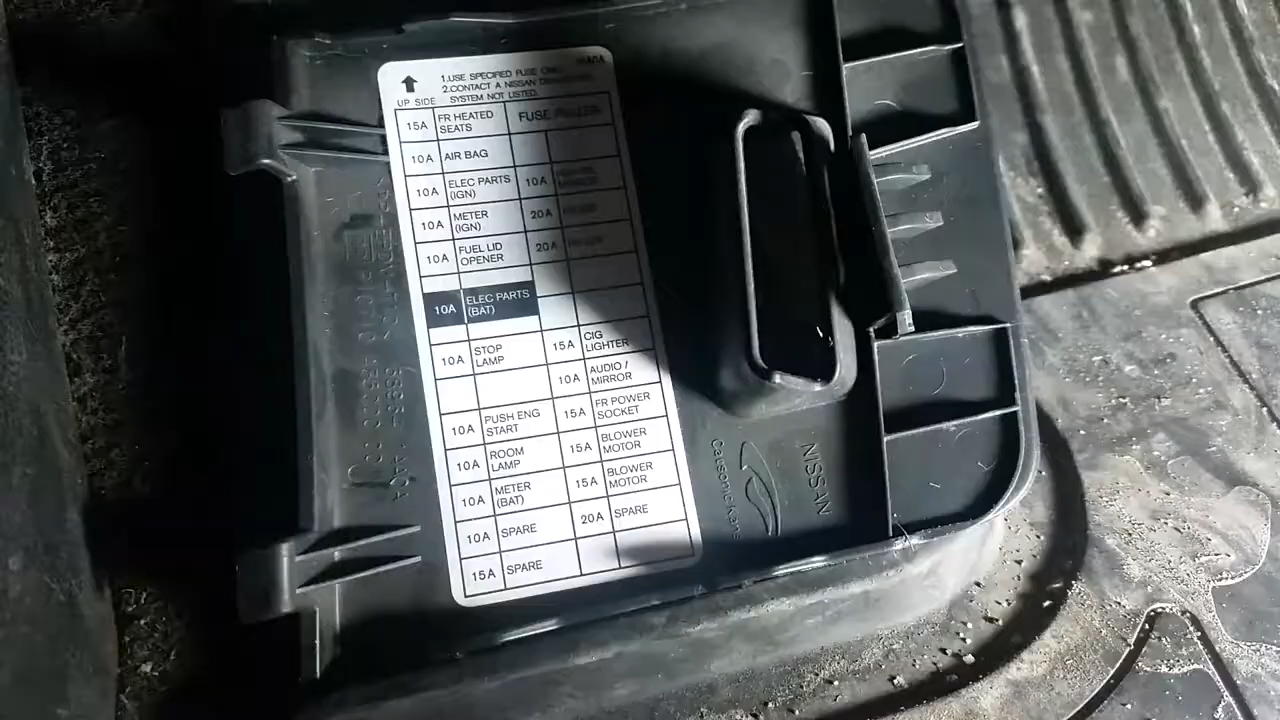 1.USE SPECIFIED FUSE
2.CONTACT A NISSAN
SYSTEM NOT LISTED.
UP SIDE
15A FR HEATED
SEATS
FUSE PULLER
10A AIR BAG
10A ELEC PARTS
(IGN)
10A
10A METER
(IGN)
20A
10A FUEL LID
OPENER
20A
10A ELEC PARTS
(BAT)
10A STOP
LAMP
15A CIG
LIGHTER
10A AUDIO /
MIRROR
10A PUSH ENG
START
15A FR POWER
SOCKET
10A ROOM
LAMP
15A BLOWER
MOTOR
10A METER
(BAT)
15A BLOWER
MOTOR
10A SPARE
20A SPARE
15A SPARE
NISSAN